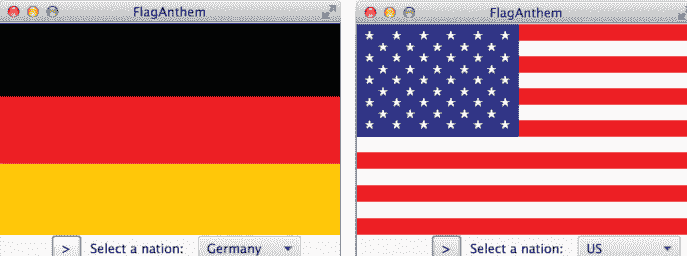 FlagAnthem
> Select a nation: Germany
FlagAnthem
> Select a nation: US